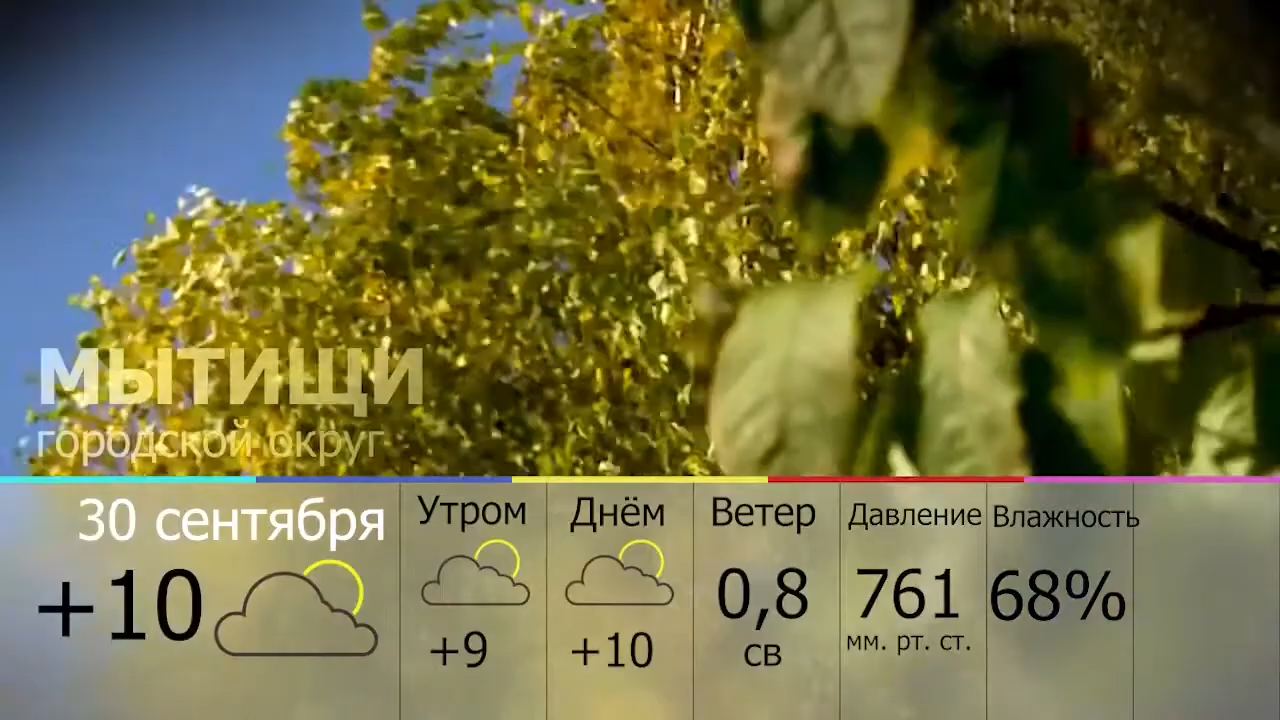 МЫТИЩИ
городской округ
30 сентября
+10
Утром
+9
Днём
+10
Ветер
0,8
св
Давление
761
мм. рт. ст.
Влажность
68%